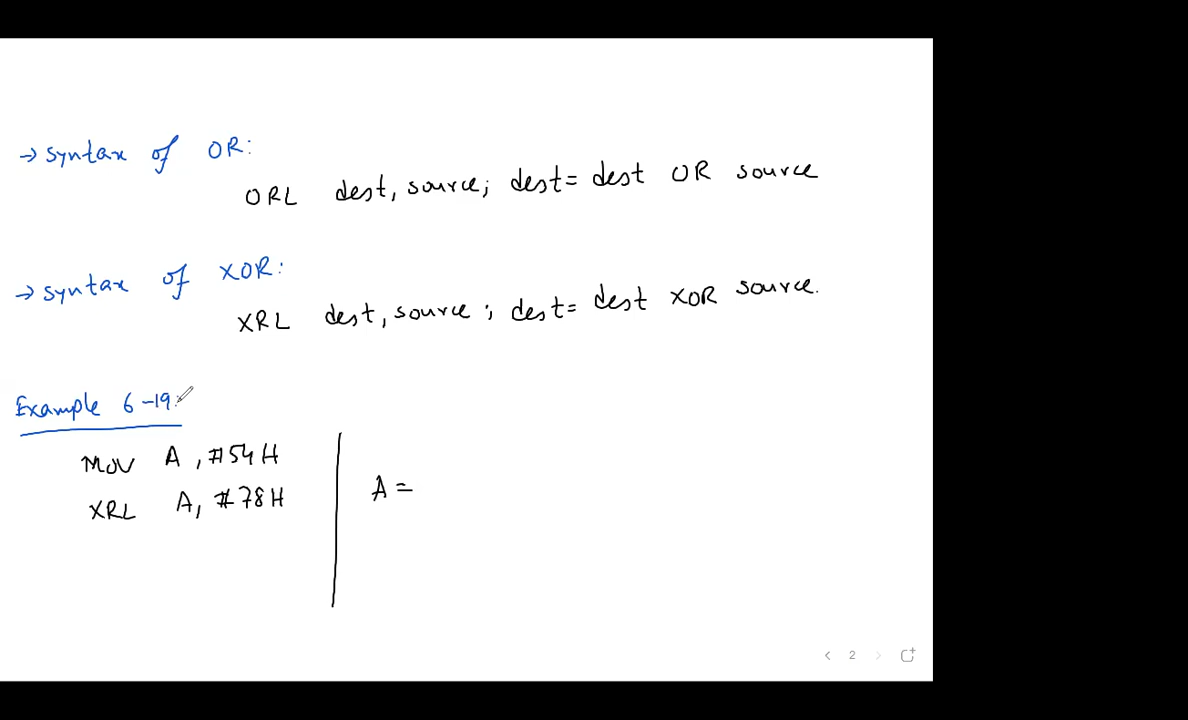 → syntax of OR:
ORL dest, source; dest= dest OR source
→ syntax of XOR:
XRL dest, source ; dest= dest XOR source.
Example 6-19:
MOV A, #54H
XRL A, #78H
A =
2